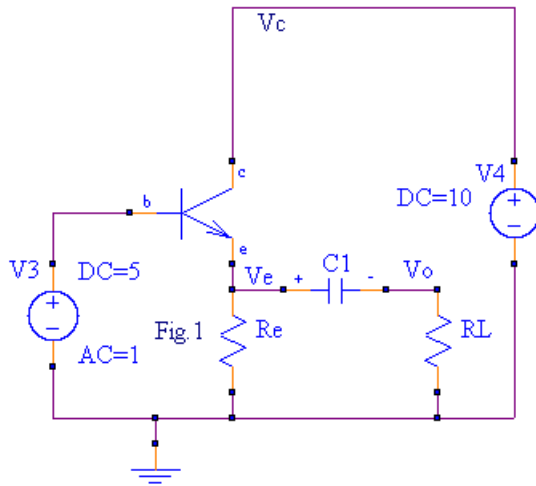 Vc
c
V4
b
DC=10
e
V3
DC=5
Ve
+
C1
-
Vo
+
−
+
−
Fig.1
Re
RL
AC=1